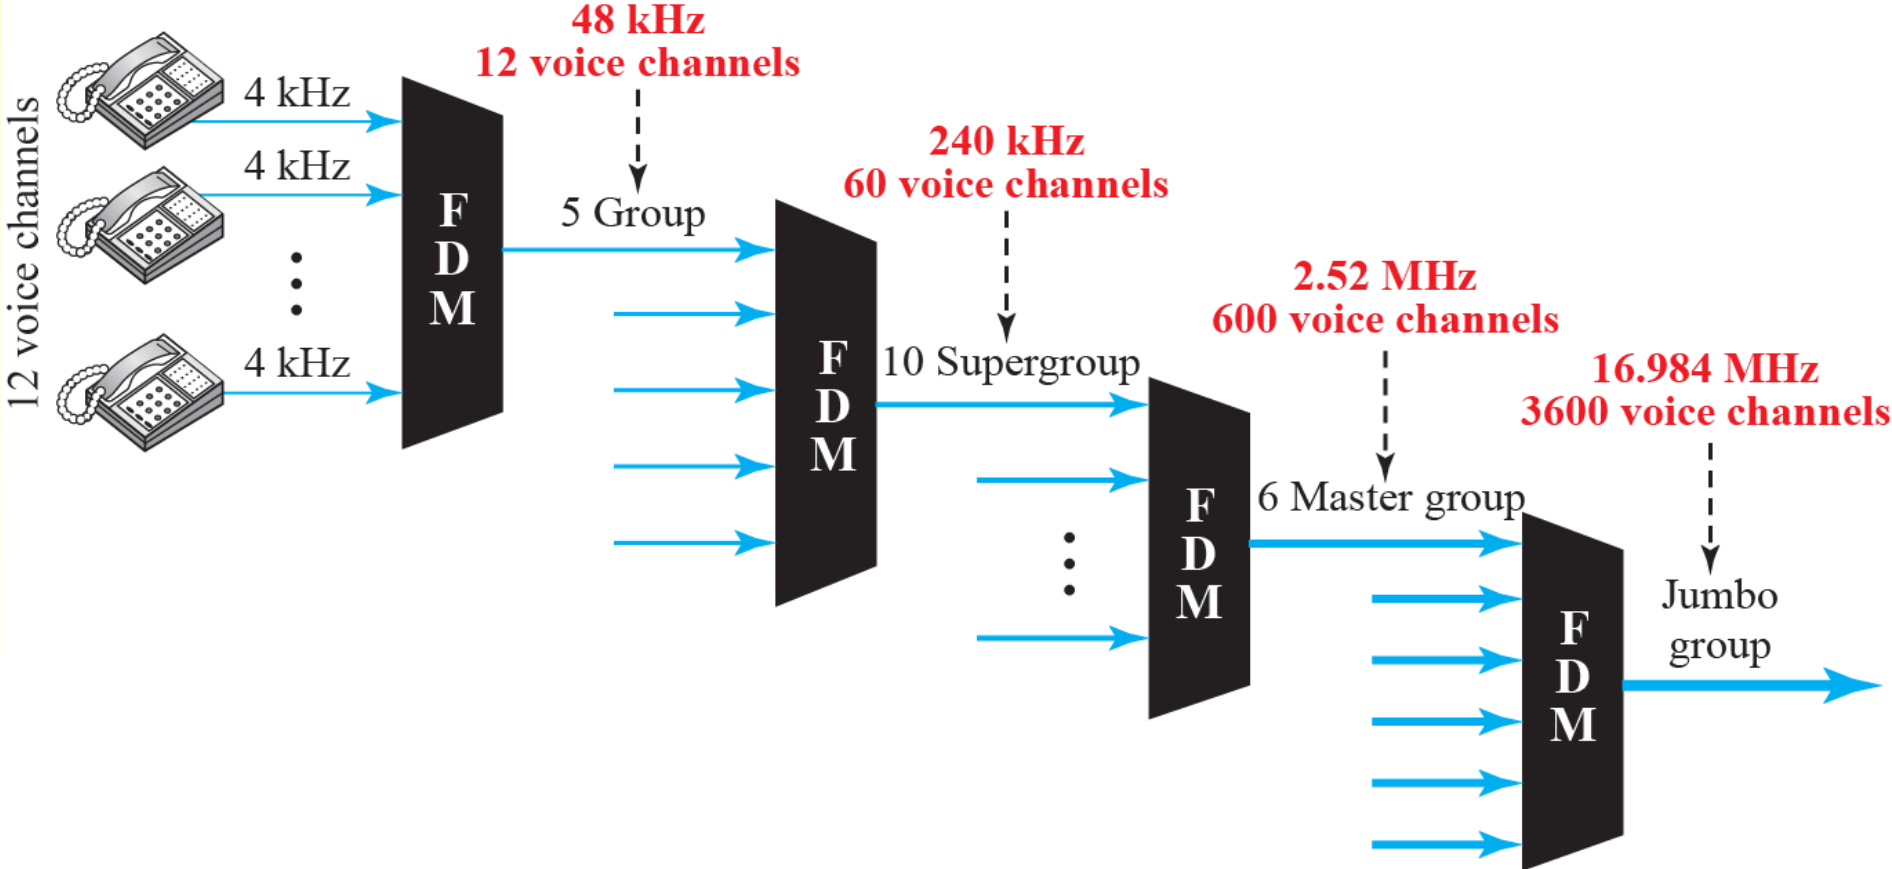 12 voice channels
4 kHz
4 kHz
4 kHz
F
D
M
48 kHz
12 voice channels
5 Group
F
D
M
240 kHz
60 voice channels
10 Supergroup
F
D
M
2.52 MHz
600 voice channels
6 Master group
F
D
M
16.984 MHz
3600 voice channels
Jumbo
group